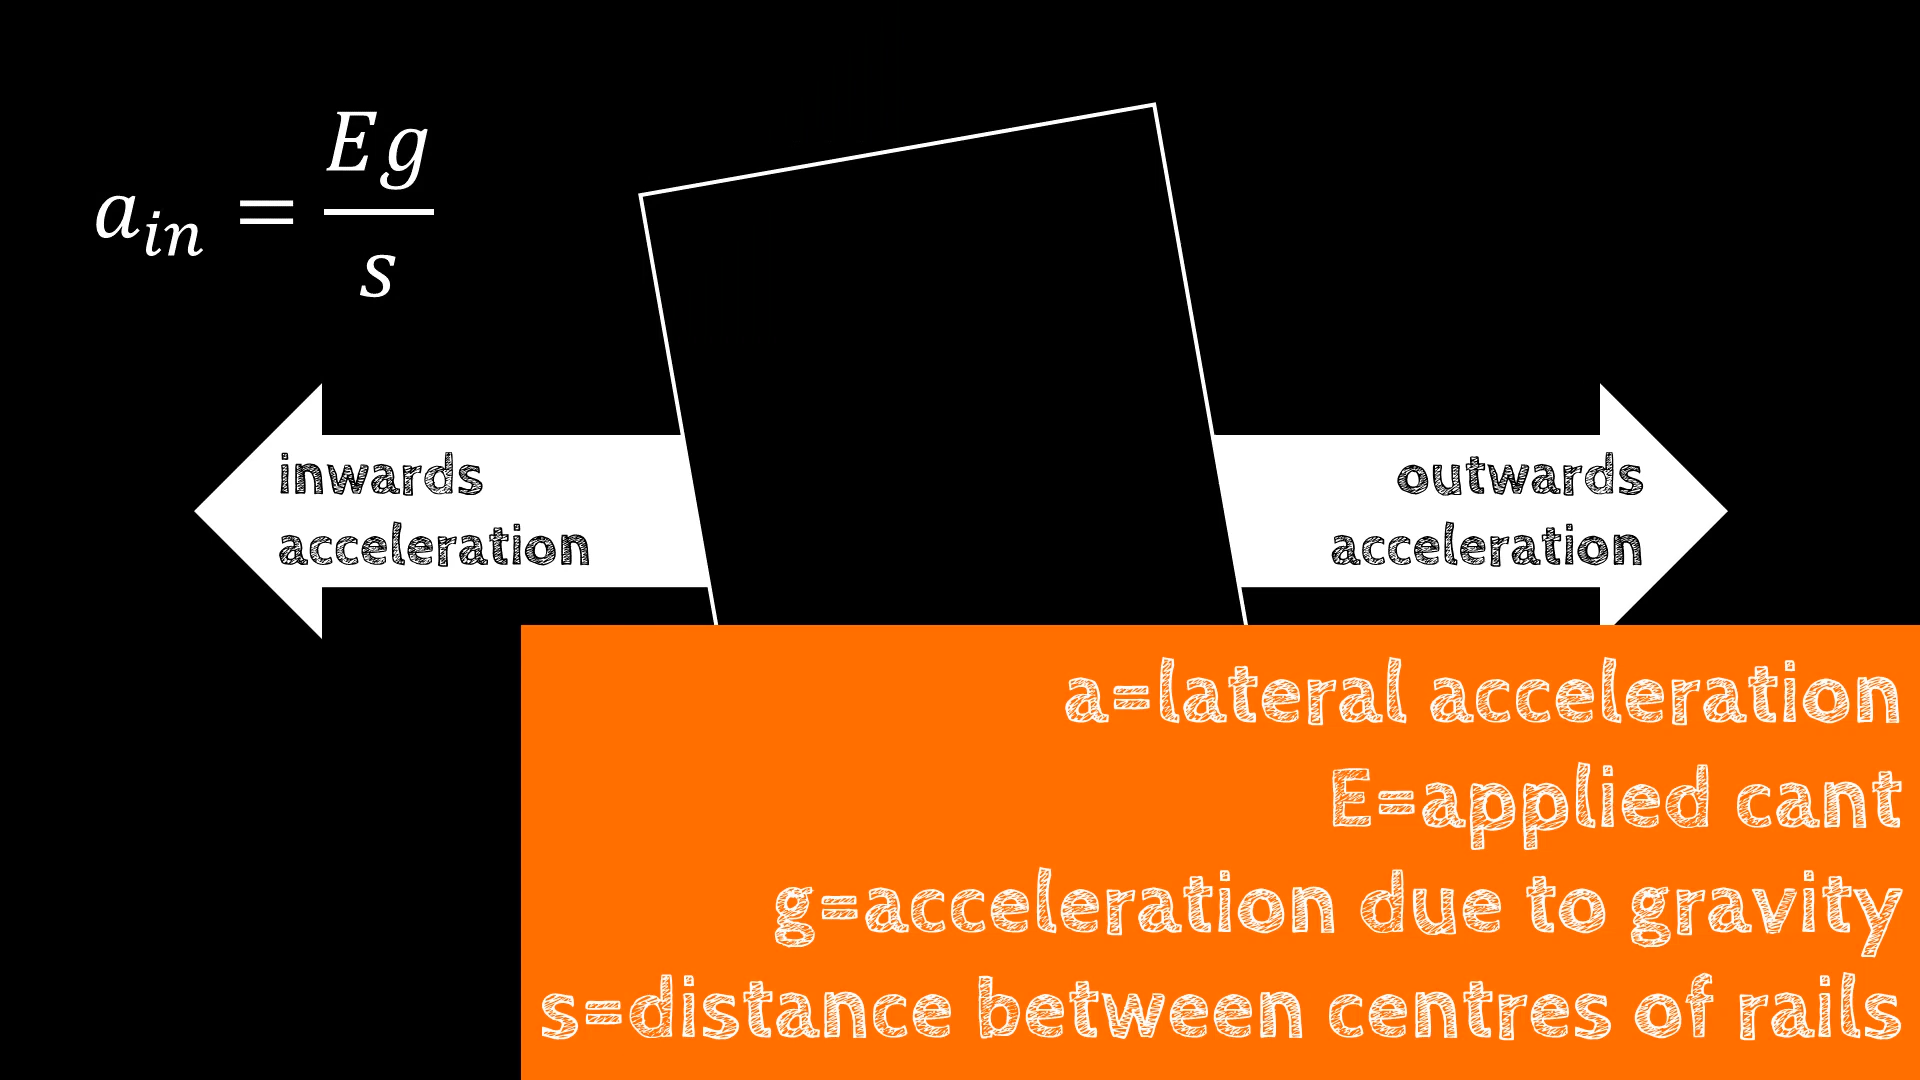 a_in = Eg/s
inwards
acceleration
outwards
acceleration
a=lateral acceleration
E=applied cant
g=acceleration due to gravity
s=distance between centres of rails